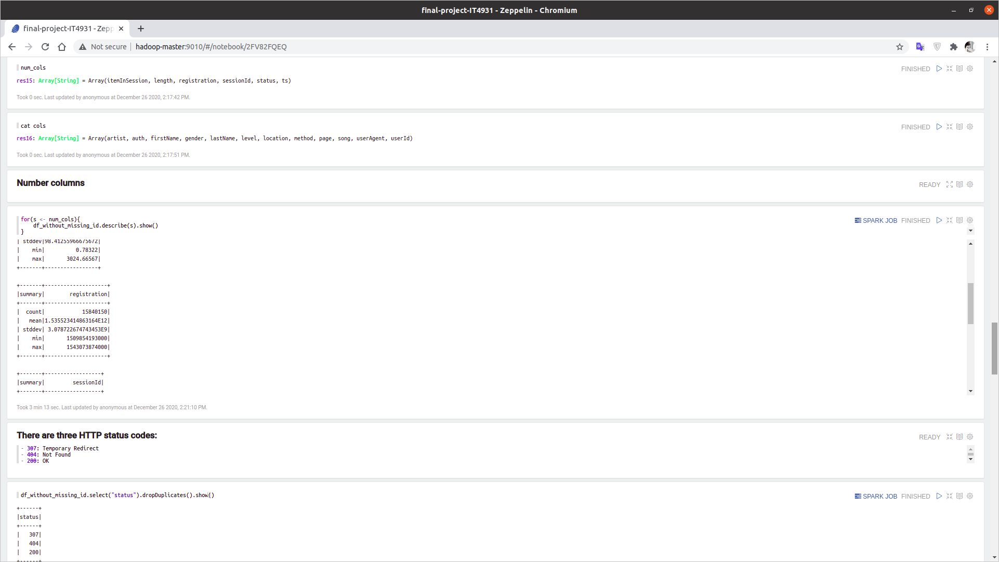 final-project-IT4931 - Zeppelin - Chromium
final-project-IT4931 - Zepp
Not secure
hadoop-master:9010/#/notebook/2FV82FQEQ
num_cols
FINISHED
res15: Array[String] = Array(itemInSession, length, registration, sessionId, status, ts)
Took 0 sec. Last updated by anonymous at December 26 2020, 2:17:42 PM.
cat cols
FINISHED
res16: Array[String] = Array(artist, auth, firstName, gender, lastName, level, location, method, page, song, userAgent, userId)
Took 0 sec. Last updated by anonymous at December 26 2020, 2:17:51 PM.
Number columns
READY
for(s <- num_cols){
SPARK JOB FINISHED
df_without_missing_id.describe(s).show()
}
| stddev|98.41255966675672|
|    min|          0.78322|
|    max|       3024.66567|
+-------+-----------------+
+-------+--------------------+
|summary|        registration|
+-------+--------------------+
|  count|            15840150|
|   mean|1.535523414863164E12|
| stddev| 3.078722674743453E9|
|    min|       1509854193000|
|    max|       1543073874000|
+-------+--------------------+
+-------+------------------+
|summary|         sessionId|
+-------+------------------+
Took 3 min 13 sec. Last updated by anonymous at December 26 2020, 2:21:10 PM.
There are three HTTP status codes:
READY
- 307: Temporary Redirect
- 404: Not Found
- 200: OK
df_without_missing_id.select("status").dropDuplicates().show()
SPARK JOB FINISHED
+------+
|status|
+------+
|   307|
|   404|
|   200|
+------+